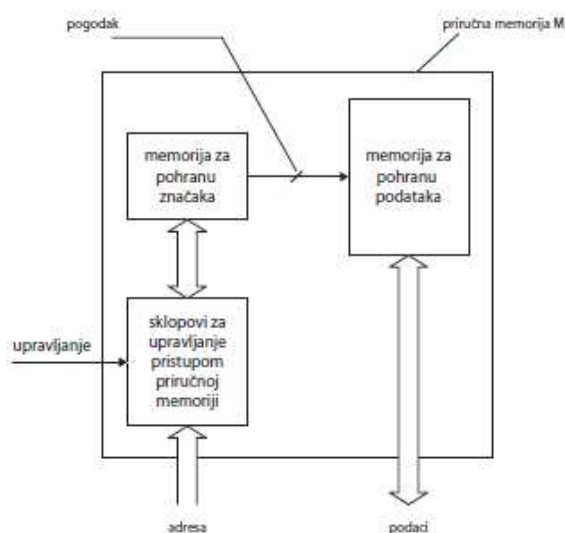 pogodak
priručna memorija M
memorija za
pohranu
značaka
memorija za
pohranu
podataka
sklopovi za
upravljanje
pristupom
priručnoj
memoriji
upravljanje
adresa
podaci